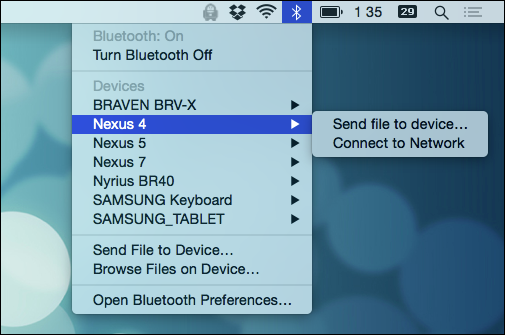 1 35 29
Bluetooth: On
Turn Bluetooth Off
Devices
BRAVEN BRV-X
Nexus 4
Send file to device...
Connect to Network
Nexus 5
Nexus 7
Nyrius BR40
SAMSUNG Keyboard
SAMSUNG_TABLET
Send File to Device...
Browse Files on Device...
Open Bluetooth Preferences...